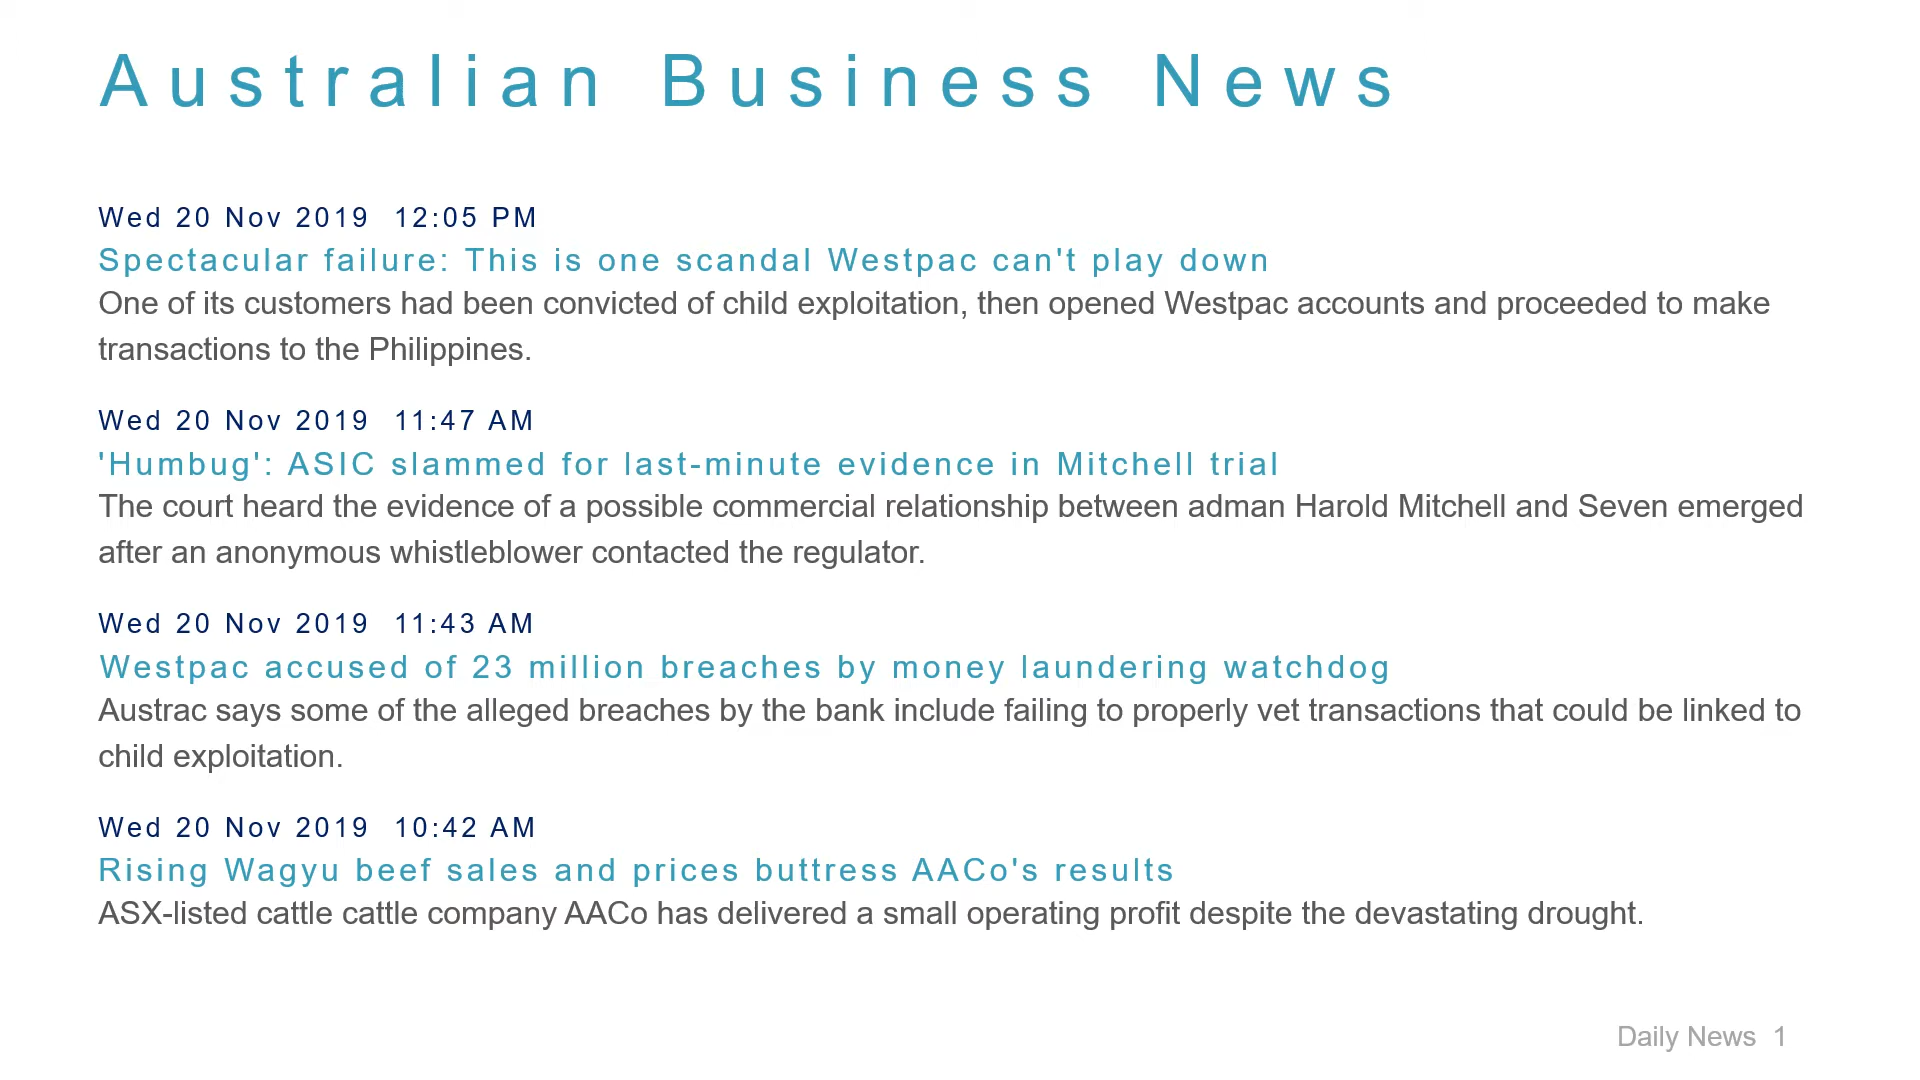 Australian Business News
Wed 20 Nov 2019 12:05 PM
Spectacular failure: This is one scandal Westpac can't play down
One of its customers had been convicted of child exploitation, then opened Westpac accounts and proceeded to make
transactions to the Philippines.
Wed 20 Nov 2019 11:47 AM
'Humbug': ASIC slammed for last-minute evidence in Mitchell trial
The court heard the evidence of a possible commercial relationship between adman Harold Mitchell and Seven emerged
after an anonymous whistleblower contacted the regulator.
Wed 20 Nov 2019 11:43 AM
Westpac accused of 23 million breaches by money laundering watchdog
Austrac says some of the alleged breaches by the bank include failing to properly vet transactions that could be linked to
child exploitation.
Wed 20 Nov 2019 10:42 AM
Rising Wagyu beef sales and prices buttress AACo's results
ASX-listed cattle cattle company AACo has delivered a small operating profit despite the devastating drought.
Daily News 1